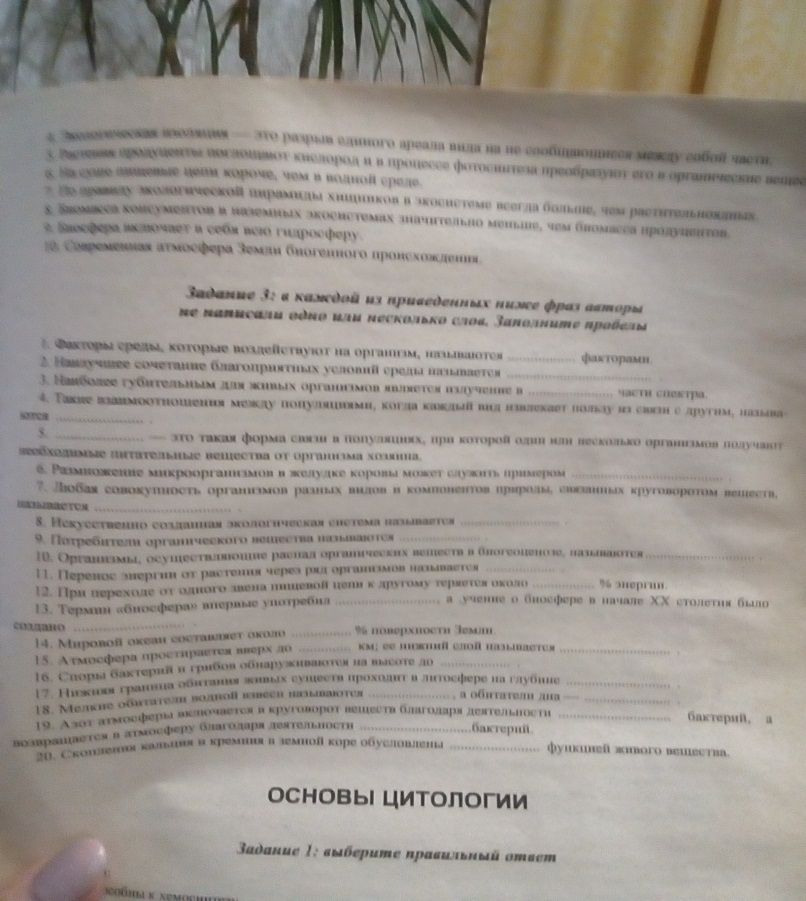 4. Экологическая изоляция — это разрыв единого ареала вида на не сообщающиеся между собой части.
5. Растения продуценты поглощают кислород и в процессе фотосинтеза преобразуют его в органические вещес
6. На суше пищевые цепи короче, чем в водной среде.
7. По правилу экологической пирамиды хищников в экосистеме всегда больше, чем растительноядных.
8. Биомасса консументов в наземных экосистемах значительно меньше, чем биомасса продуцентов.
9. Биосфера включает в себя всю гидросферу.
10. Современная атмосфера Земли биогенного происхождения.
Задание 3: в каждой из приведенных ниже фраз авторы
не написали одно или несколько слов. Заполните пробелы
1. Факторы среды, которые воздействуют на организм, называются ................ факторами.
2. Наилучшее сочетание благоприятных условий среды называется ................ .
3. Наиболее губительным для живых организмов является излучение в ................ части спектра.
4. Такие взаимоотношения между популяциями, когда каждый вид извлекает пользу из связи с другим, называ-
ются ................ .
5. ................ — это такая форма связи в популяциях, при которой один или несколько организмов получают
необходимые питательные вещества от организма хозяина.
6. Размножение микроорганизмов в желудке коровы может служить примером ................ .
7. Любая совокупность организмов разных видов и компонентов природы, связанных круговоротом веществ,
называется ................ .
8. Искусственно созданная экологическая система называется ................ .
9. Потребители органического вещества называются ................ .
10. Организмы, осуществляющие распад органических веществ в биогеоценозе, называются ................ .
11. Перенос энергии от растения через ряд организмов называется ................ .
12. При переходе от одного звена пищевой цепи к другому теряется около ................ % энергии.
13. Термин «биосфера» впервые употребил ................ , а учение о биосфере в начале XX столетия было
создано ................ .
14. Мировой океан составляет около ................ % поверхности Земли.
15. Атмосфера простирается вверх до ................ км; ее нижний слой называется ................ .
16. Споры бактерий и грибов обнаруживаются на высоте до ................ .
17. Нижняя граница обитания живых существ проходит в литосфере на глубине ................ .
18. Мелкие обитатели водной взвеси называются ................ , а обитатели дна — ................ .
19. Азот атмосферы включается в круговорот веществ благодаря деятельности ................ бактерий, а
возвращается в атмосферу благодаря деятельности ................ бактерий.
20. Скопления кальция и кремния в земной коре обусловлены ................ функцией живого вещества.
ОСНОВЫ ЦИТОЛОГИИ
Задание 1: выберите правильный ответ